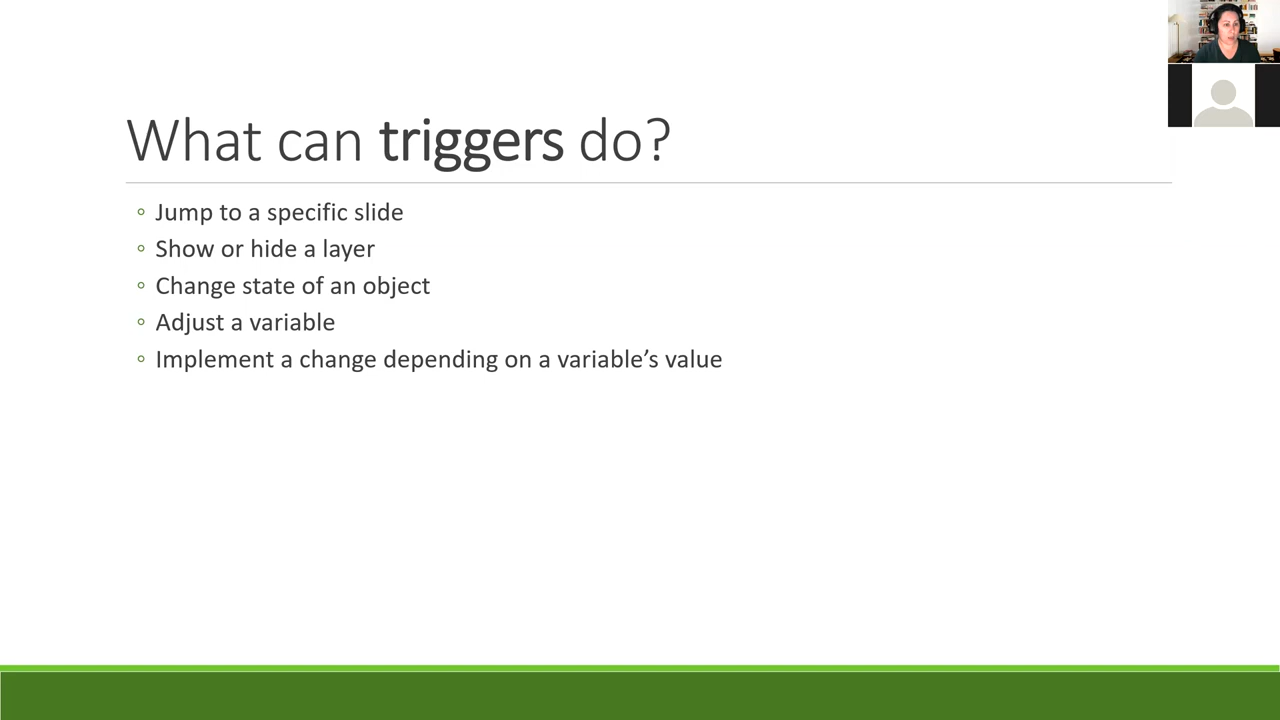 What can triggers do?
Jump to a specific slide
Show or hide a layer
Change state of an object
Adjust a variable
Implement a change depending on a variable’s value